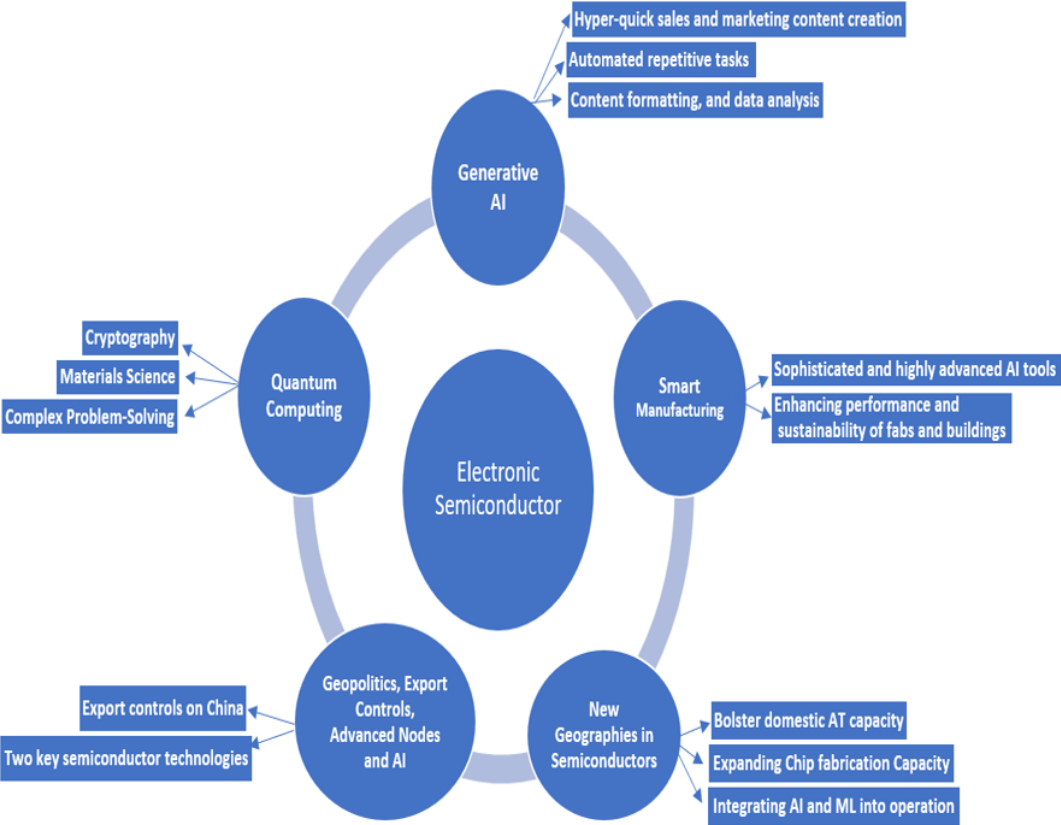 Hyper-quick sales and marketing content creation
Automated repetitive tasks
Content formatting, and data analysis
Generative
AI
Cryptography
Materials Science
Complex Problem-Solving
Quantum
Computing
Smart
Manufacturing
Sophisticated and highly advanced AI tools
Enhancing performance and
sustainability of fabs and buildings
Electronic
Semiconductor
Export controls on China
Two key semiconductor technologies
Geopolitics, Export
Controls,
Advanced Nodes
and AI
New
Geographies in
Semiconductors
Bolster domestic AT capacity
Expanding Chip fabrication Capacity
Integrating AI and ML into operation